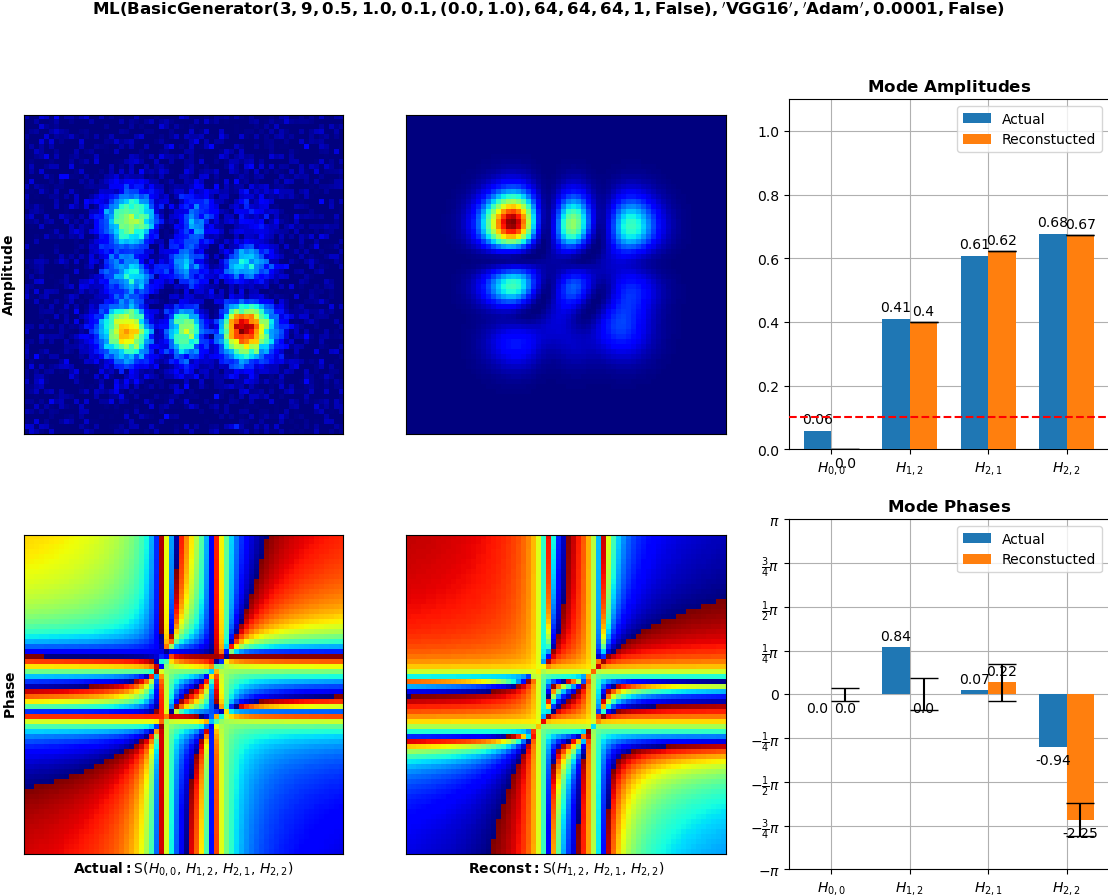 ML(BasicGenerator(3, 9, 0.5, 1.0, 0.1, (0.0, 1.0), 64, 64, 64, 1, False), 'VGG16', 'Adam', 0.0001, False)
Mode Amplitudes
Actual
Reconstucted
1.0
0.8
0.6
0.4
0.2
0.0
0.06
0.0
0.41
0.4
0.61
0.62
0.68
0.67
H0,0
H1,2
H2,1
H2,2
Amplitude
Mode Phases
Actual
Reconstucted
π
3/4π
1/2π
1/4π
0
−1/4π
−1/2π
−3/4π
−π
0.0
0.0
0.84
0.0
0.07
0.22
-0.94
-2.25
H0,0
H1,2
H2,1
H2,2
Phase
Actual: S(H0,0, H1,2, H2,1, H2,2)
Reconst: S(H1,2, H2,1, H2,2)